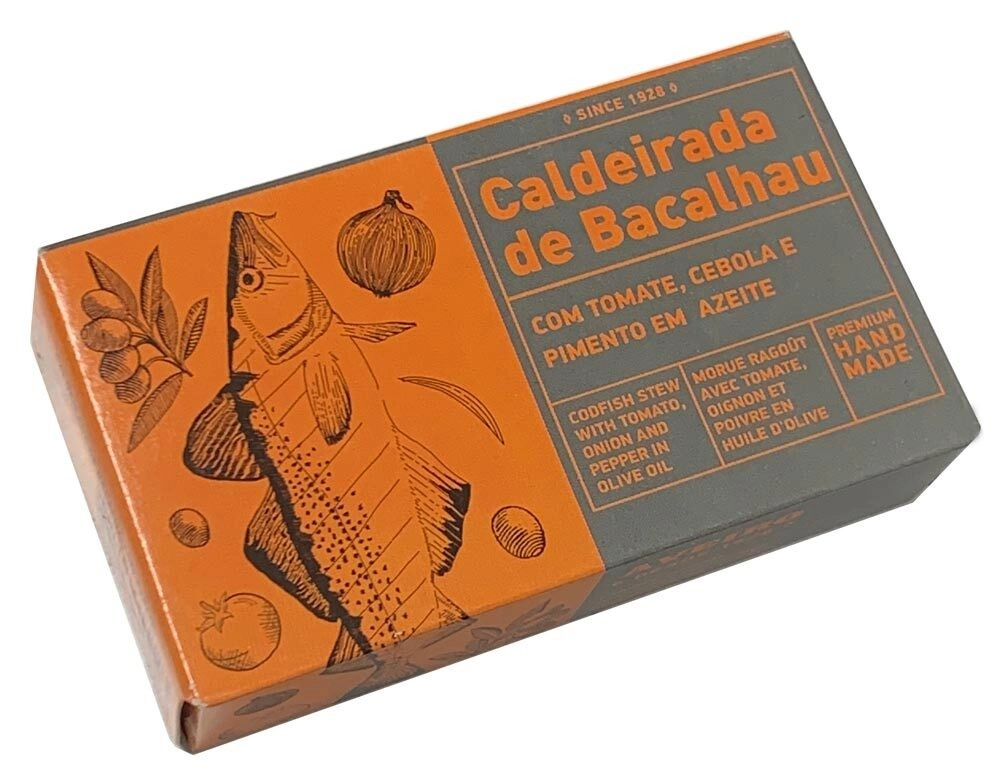 ◊ SINCE 1928 ◊
Caldeirada
de Bacalhau
COM TOMATE, CEBOLA E
PIMENTO EM AZEITE
CODFISH STEW
WITH TOMATO,
ONION AND
PEPPER IN
OLIVE OIL
MORUE RAGOÛT
AVEC TOMATE,
OIGNON ET
POIVRE EN
HUILE D'OLIVE
PREMIUM
HAND
MADE
AVEIRO